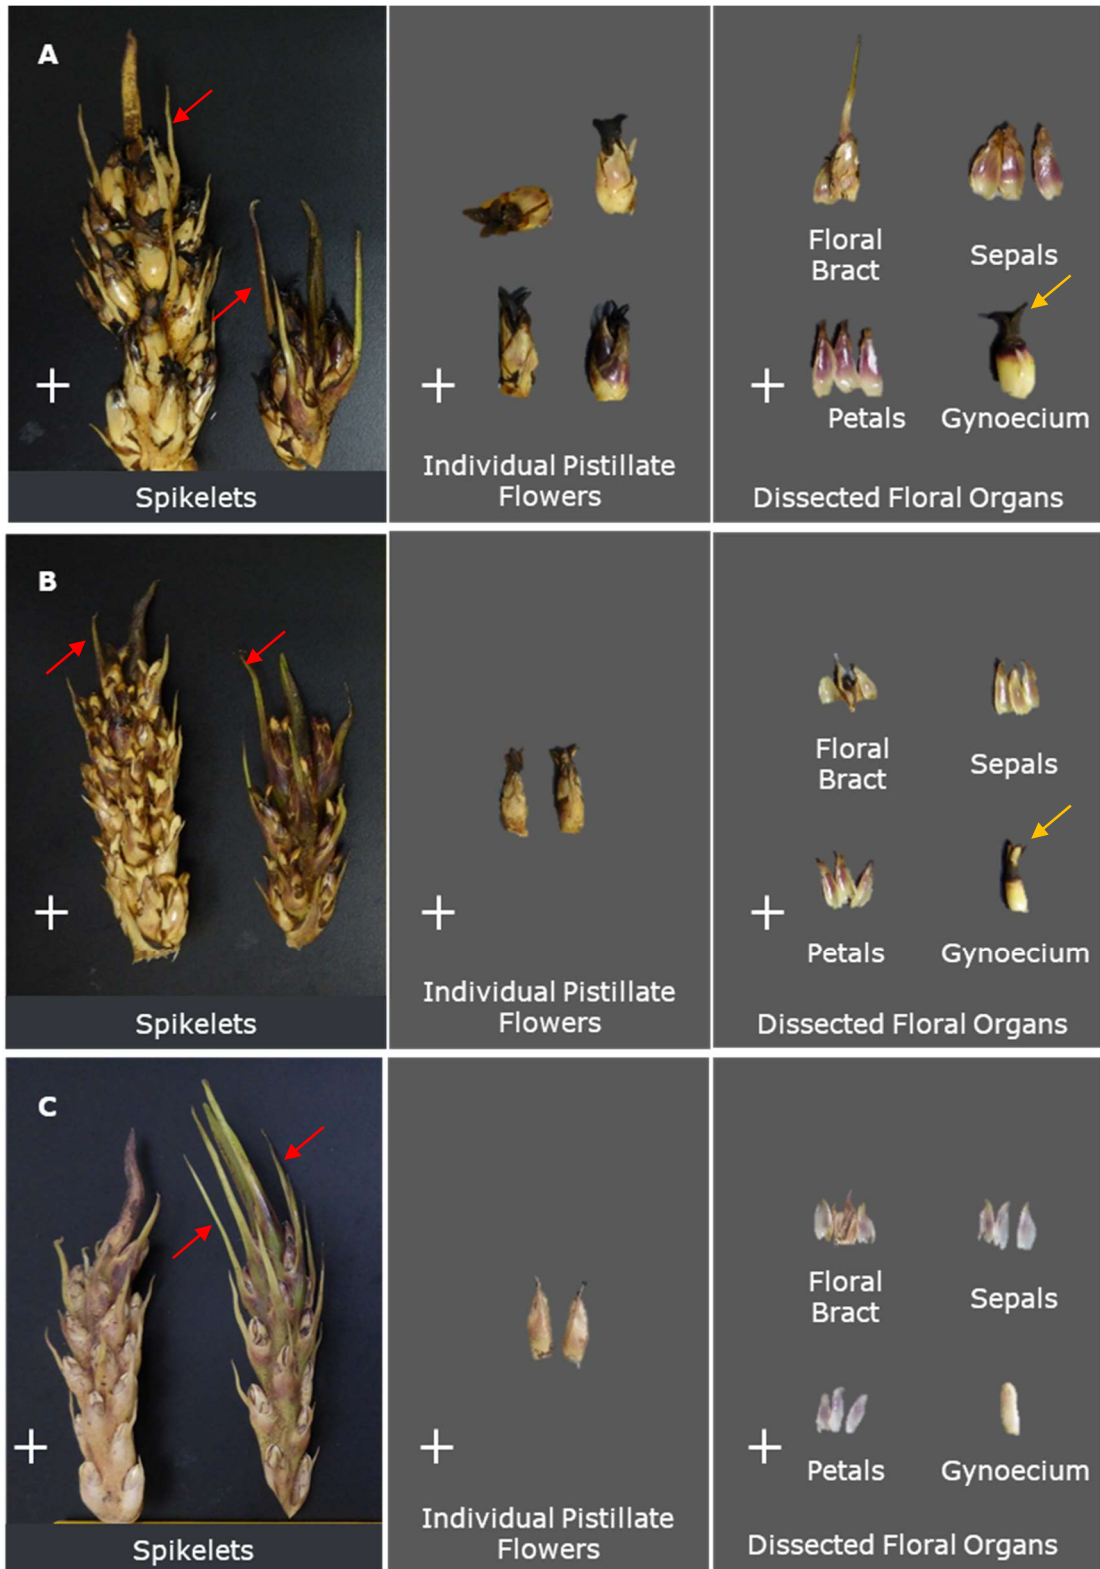 A
Floral
Bract
Sepals
Petals
Gynoecium
Spikelets
Individual Pistillate
Flowers
Dissected Floral Organs
B
Floral
Bract
Sepals
Petals
Gynoecium
Spikelets
Individual Pistillate
Flowers
Dissected Floral Organs
C
Floral
Bract
Sepals
Petals
Gynoecium
Spikelets
Individual Pistillate
Flowers
Dissected Floral Organs